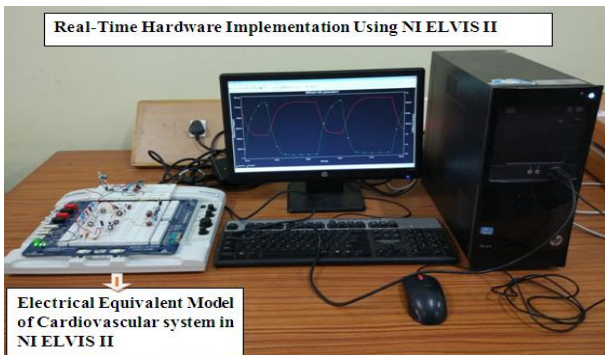 Real-Time Hardware Implementation Using NI ELVIS II
Electrical Equivalent Model
of Cardiovascular system in
NI ELVIS II